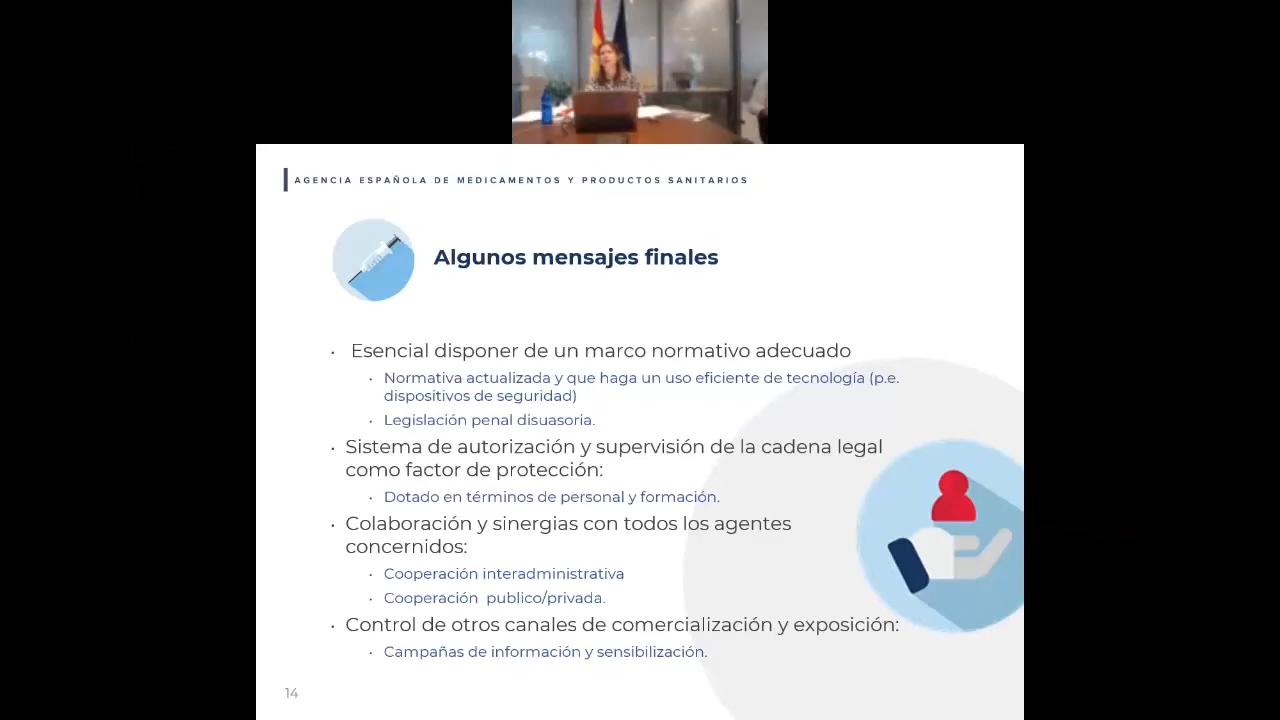 AGENCIA ESPAÑOLA DE MEDICAMENTOS Y PRODUCTOS SANITARIOS
Algunos mensajes finales
• Esencial disponer de un marco normativo adecuado
• Normativa actualizada y que haga un uso eficiente de tecnología (p.e.
dispositivos de seguridad)
• Legislación penal disuasoria.
• Sistema de autorización y supervisión de la cadena legal
como factor de protección:
• Dotado en términos de personal y formación.
• Colaboración y sinergias con todos los agentes
concernidos:
• Cooperación interadministrativa
• Cooperación publico/privada.
• Control de otros canales de comercialización y exposición:
• Campañas de información y sensibilización.
14